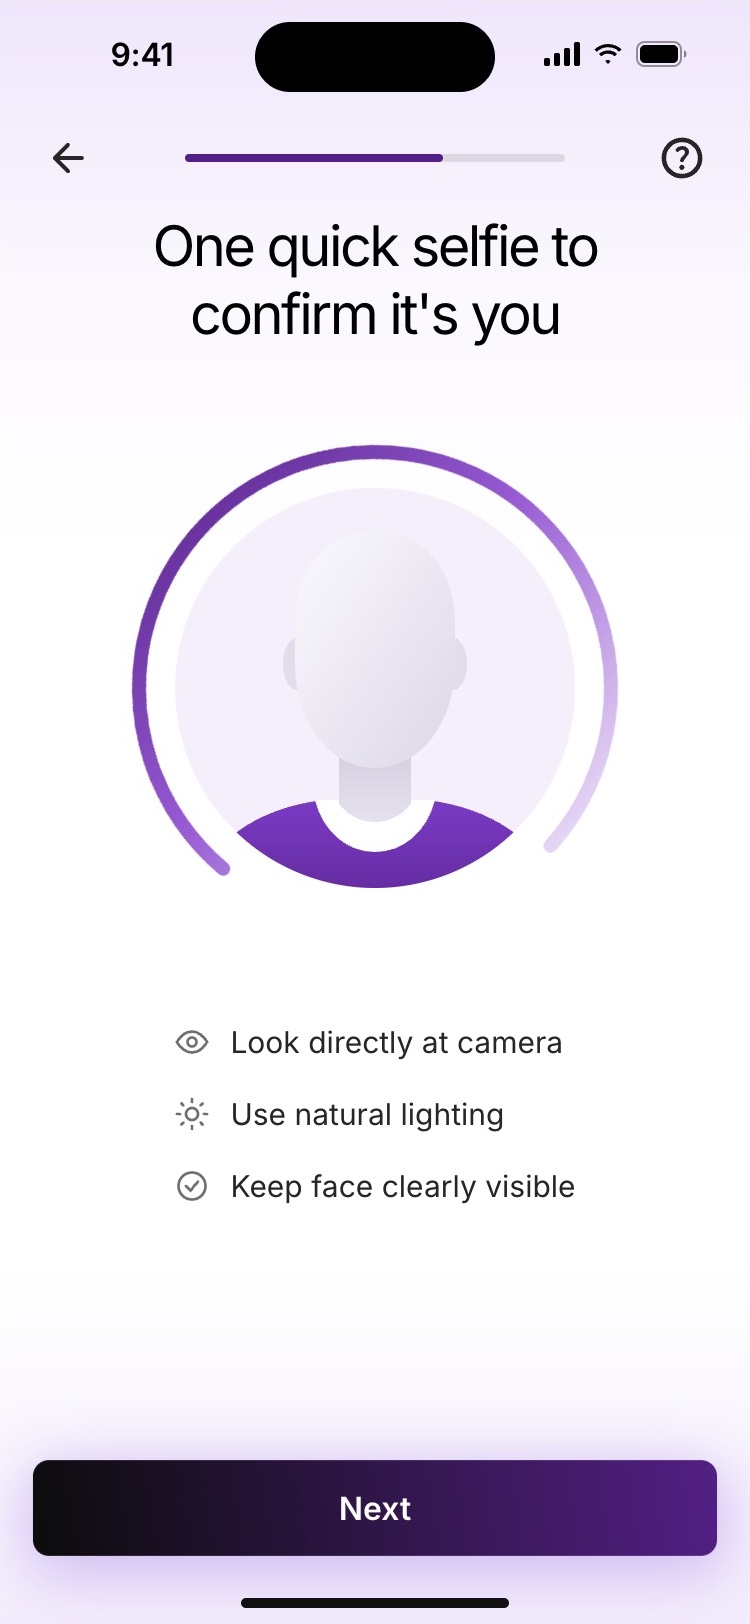 9:41
One quick selfie to
confirm it's you
Look directly at camera
Use natural lighting
Keep face clearly visible
Next